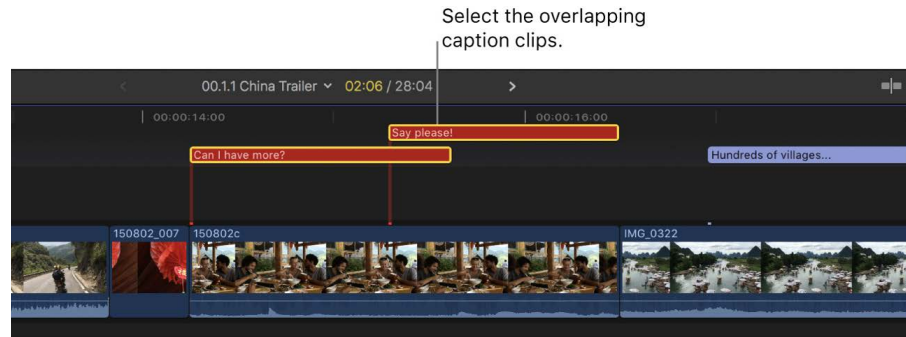 Select the overlapping
caption clips.
00.1.1 China Trailer 02:06 / 28:04
00:00:14:00 00:00:16:00
Say please!
Can I have more? Hundreds of villages...
150802_007 150802c IMG_0322